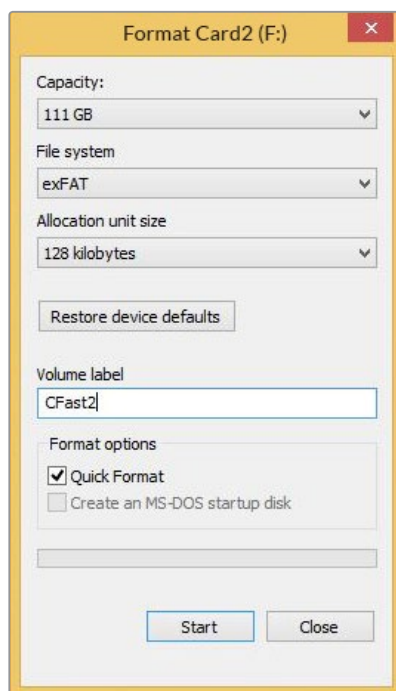 Format Card2 (F:)
Capacity:
111 GB
File system
exFAT
Allocation unit size
128 kilobytes
Restore device defaults
Volume label
CFast2
Format options
Quick Format
Create an MS-DOS startup disk
Start Close